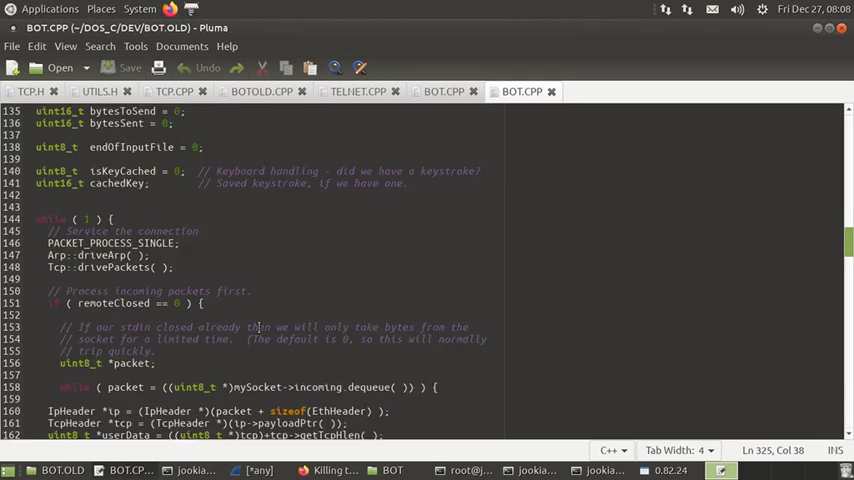 Applications Places System Fri Dec 27, 08:08
BOT.CPP (~/DOS_C/DEV/BOT.OLD) - Pluma
File Edit View Search Tools Documents Help
Open Save Undo
TCP.H UTILS.H TCP.CPP BOTOLD.CPP TELNET.CPP BOT.CPP BOT.CPP
135 uint16_t bytesToSend = 0;
136 uint16_t bytesSent = 0;
137
138 uint8_t endOfInputFile = 0;
139
140 uint8_t isKeyCached = 0; // Keyboard handling - did we have a keystroke?
141 uint16_t cachedKey; // Saved keystroke, if we have one.
142
143
144 while ( 1 ) {
145 // Service the connection
146 PACKET_PROCESS_SINGLE;
147 Arp::driveArp( );
148 Tcp::drivePackets( );
149
150 // Process incoming packets first.
151 if ( remoteClosed == 0 ) {
152
153 // If our stdin closed already then we will only take bytes from the
154 // socket for a limited time. (The default is 0, so this will normally
155 // trip quickly.
156 uint8_t *packet;
157
158 while ( packet = ((uint8_t *)mySocket->incoming.dequeue( )) ) {
159
160 IpHeader *ip = (IpHeader *)(packet + sizeof(EthHeader) );
161 TcpHeader *tcp = (TcpHeader *)(ip->payloadPtr( ));
162 uint8_t *userData = ((uint8_t *)tcp)+tcp->getTcpHlen( );
C++ Tab Width: 4 Ln 325, Col 38 INS
BOT.OLD BOT.CP... jookia... [*any] Killing t... BOT root@j... jookia... jookia... 0.82.24